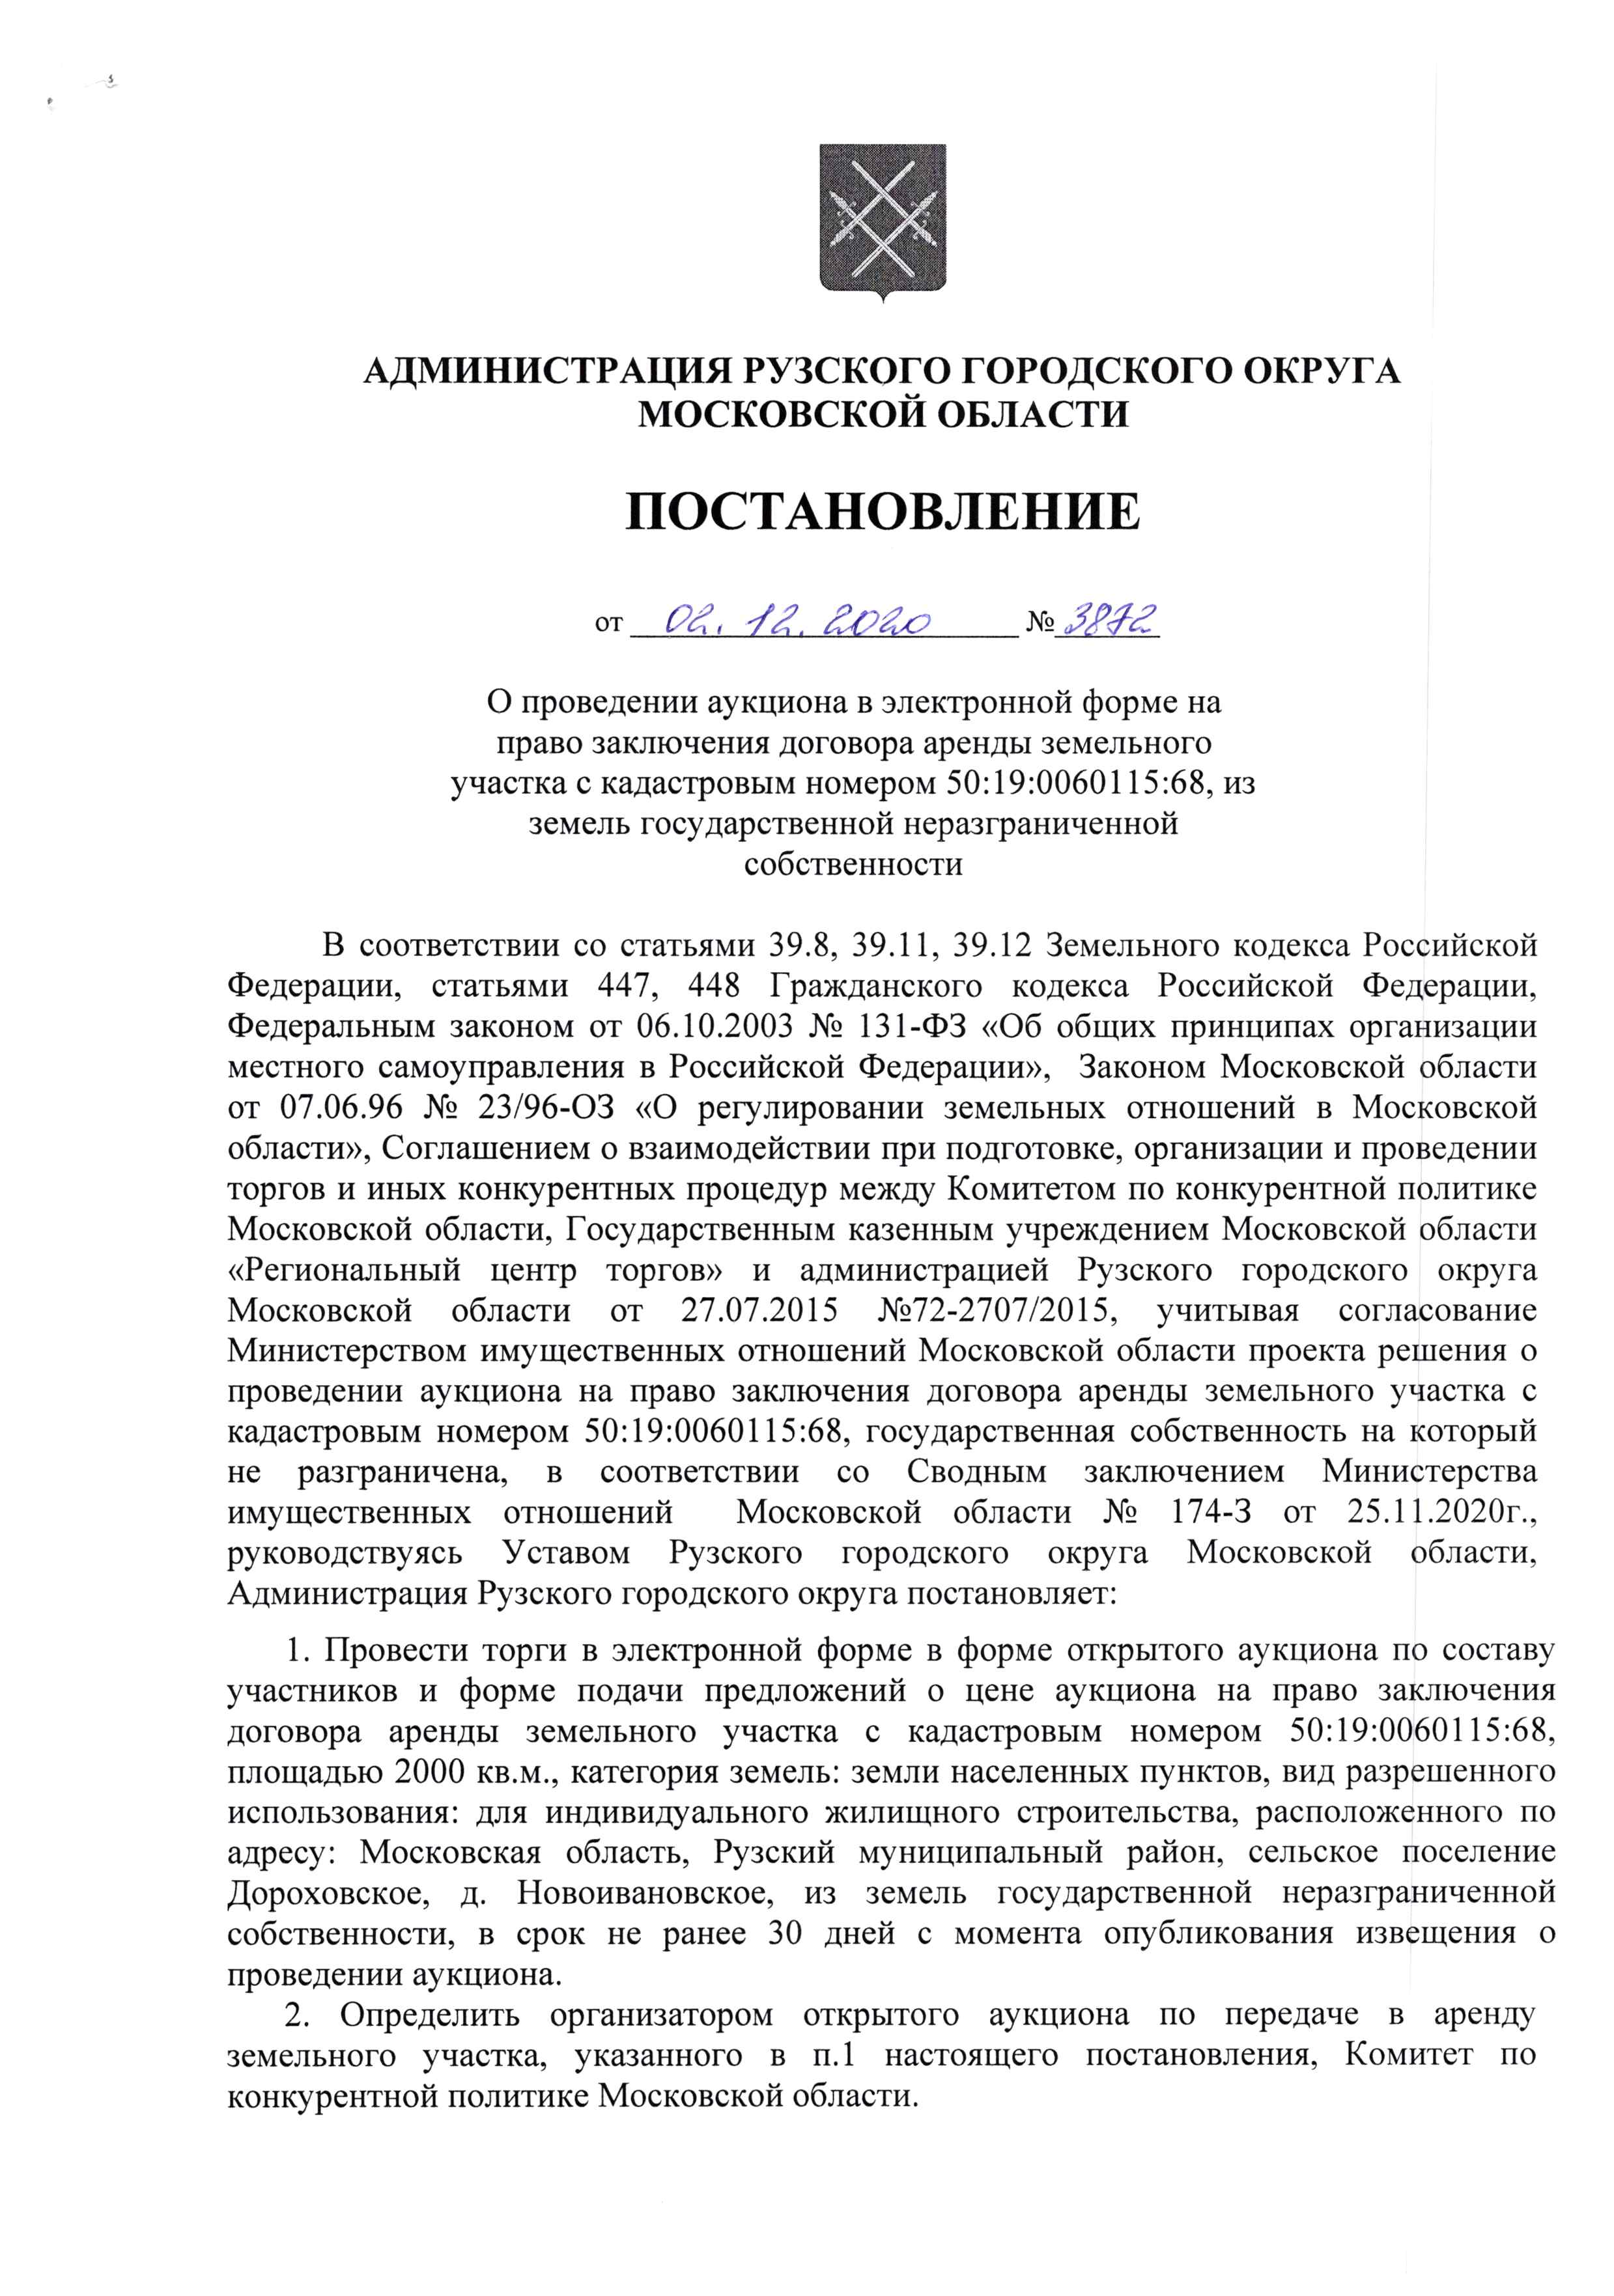 АДМИНИСТРАЦИЯ РУЗСКОГО ГОРОДСКОГО ОКРУГА
МОСКОВСКОЙ ОБЛАСТИ
ПОСТАНОВЛЕНИЕ
от 02.12.2020 № 3872
О проведении аукциона в электронной форме на
право заключения договора аренды земельного
участка с кадастровым номером 50:19:0060115:68, из
земель государственной неразграниченной
собственности
В соответствии со статьями 39.8, 39.11, 39.12 Земельного кодекса Российской
Федерации, статьями 447, 448 Гражданского кодекса Российской Федерации,
Федеральным законом от 06.10.2003 № 131-ФЗ «Об общих принципах организации
местного самоуправления в Российской Федерации», Законом Московской области
от 07.06.96 № 23/96-ОЗ «О регулировании земельных отношений в Московской
области», Соглашением о взаимодействии при подготовке, организации и проведении
торгов и иных конкурентных процедур между Комитетом по конкурентной политике
Московской области, Государственным казенным учреждением Московской области
«Региональный центр торгов» и администрацией Рузского городского округа
Московской области от 27.07.2015 №72-2707/2015, учитывая согласование
Министерством имущественных отношений Московской области проекта решения о
проведении аукциона на право заключения договора аренды земельного участка с
кадастровым номером 50:19:0060115:68, государственная собственность на который
не разграничена, в соответствии со Сводным заключением Министерства
имущественных отношений Московской области № 174-З от 25.11.2020г.,
руководствуясь Уставом Рузского городского округа Московской области,
Администрация Рузского городского округа постановляет:
1. Провести торги в электронной форме в форме открытого аукциона по составу
участников и форме подачи предложений о цене аукциона на право заключения
договора аренды земельного участка с кадастровым номером 50:19:0060115:68,
площадью 2000 кв.м., категория земель: земли населенных пунктов, вид разрешенного
использования: для индивидуального жилищного строительства, расположенного по
адресу: Московская область, Рузский муниципальный район, сельское поселение
Дороховское, д. Новоивановское, из земель государственной неразграниченной
собственности, в срок не ранее 30 дней с момента опубликования извещения о
проведении аукциона.
2. Определить организатором открытого аукциона по передаче в аренду
земельного участка, указанного в п.1 настоящего постановления, Комитет по
конкурентной политике Московской области.